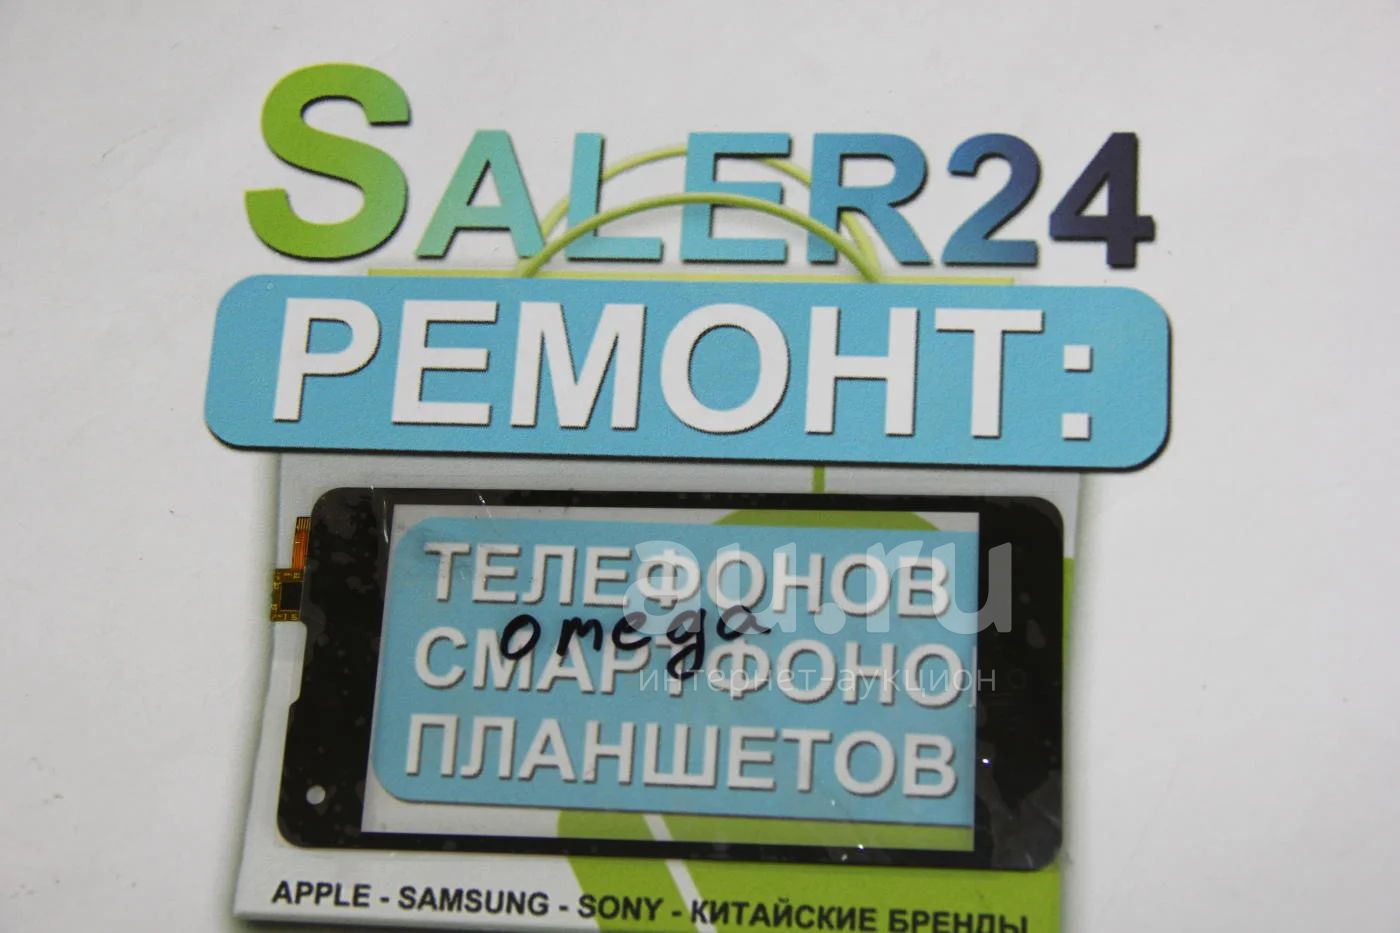 SALER24
РЕМОНТ:
ТЕЛЕФОНОВ
au.ru
omega
СМАРТФОНО
интернет-аукцион
ПЛАНШЕТОВ
APPLE - SAMSUNG - SONY - КИТАЙСКИЕ БРЕНДЫ